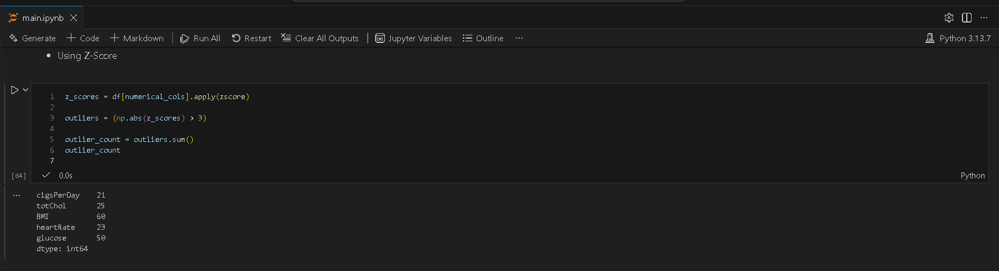 main.ipynb
Generate + Code + Markdown Run All Restart Clear All Outputs Jupyter Variables Outline ... Python 3.13.7
• Using Z-Score
1 z_scores = df[numerical_cols].apply(zscore)
2
3 outliers = (np.abs(z_scores) > 3)
4
5 outlier_count = outliers.sum()
6 outlier_count
7
[64] 0.0s Python
... cigsPerDay 21
totChol 25
BMI 60
heartRate 23
glucose 50
dtype: int64